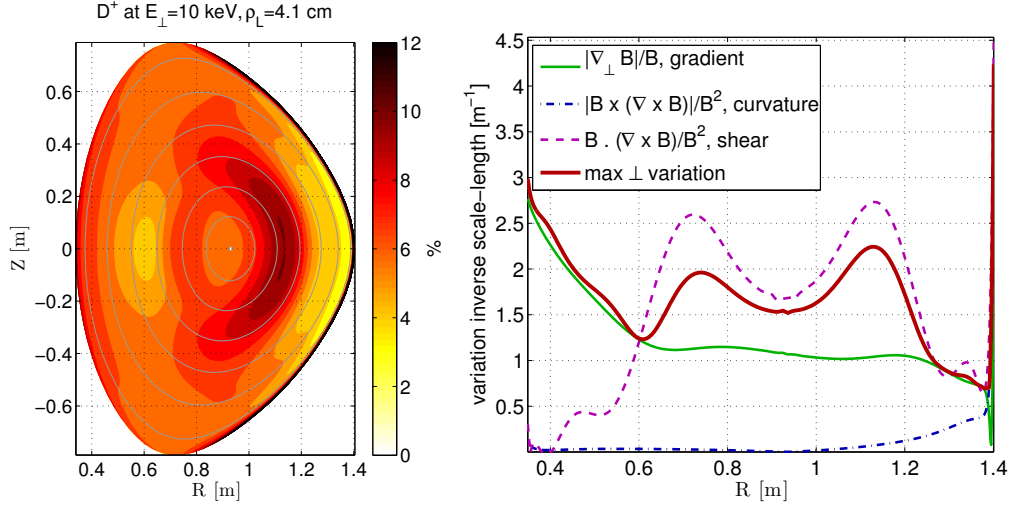 D⁺ at E⊥=10 keV, ρL=4.1 cm
Z [m]
0.6
0.4
0.2
0
−0.2
−0.4
−0.6
0.4 0.6 0.8 1 1.2 1.4
R [m]
12
10
8
6
4
2
0
%
variation inverse scale−length [m⁻¹]
4.5
4
3.5
3
2.5
2
1.5
1
0.5
|∇⊥ B|/B, gradient
|B x (∇ x B)|/B², curvature
B . (∇ x B)/B², shear
max ⊥ variation
0.4 0.6 0.8 1 1.2 1.4
R [m]